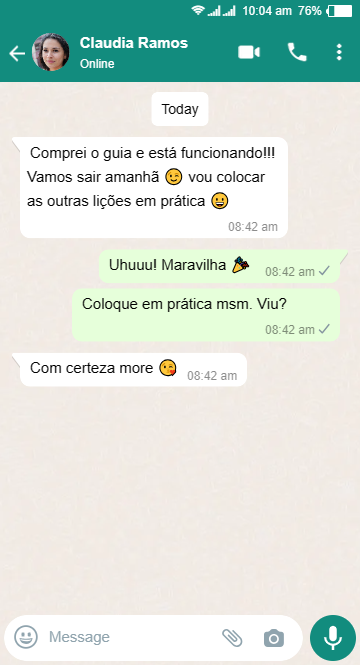 10:04 am 76%
Claudia Ramos
Online
Today
Comprei o guia e está funcionando!!!
Vamos sair amanhã 😉 vou colocar
as outras lições em prática 😀
08:42 am
Uhuuu! Maravilha 🎉 08:42 am ✓
Coloque em prática msm. Viu?
08:42 am ✓
Com certeza more 😘 08:42 am
Message